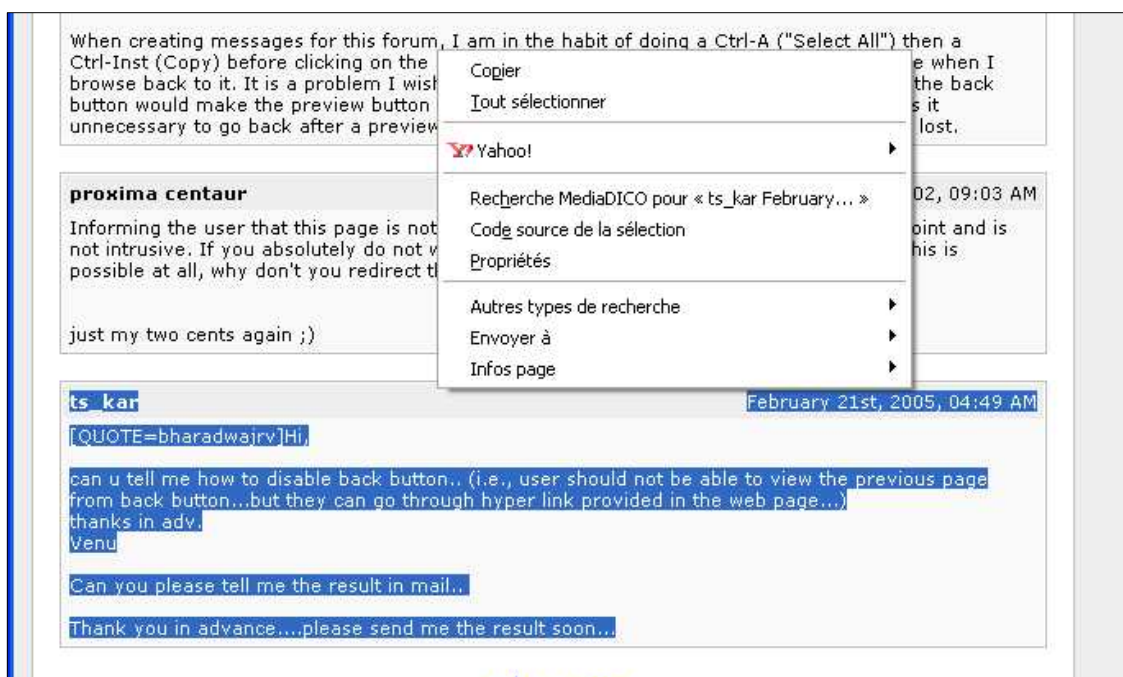 When creating messages for this forum, I am in the habit of doing a Ctrl-A ("Select All") then a
Ctrl-Inst (Copy) before clicking on the e when I
browse back to it. It is a problem I wish the back
button would make the preview button s it
unnecessary to go back after a preview lost.
Copier
Tout sélectionner
Yahoo!
Recherche MediaDICO pour « ts_kar February... »
Code source de la sélection
Propriétés
Autres types de recherche
Envoyer à
Infos page
proxima centaur 02, 09:03 AM
Informing the user that this page is not oint and is
not intrusive. If you absolutely do not his is
possible at all, why don't you redirect
just my two cents again ;)
ts_kar February 21st, 2005, 04:49 AM
[QUOTE=bharadwajrv]Hi,
can u tell me how to disable back button.. (i.e., user should not be able to view the previous page
from back button...but they can go through hyper link provided in the web page...)
thanks in adv.
Venu
Can you please tell me the result in mail..
Thank you in advance....please send me the result soon...